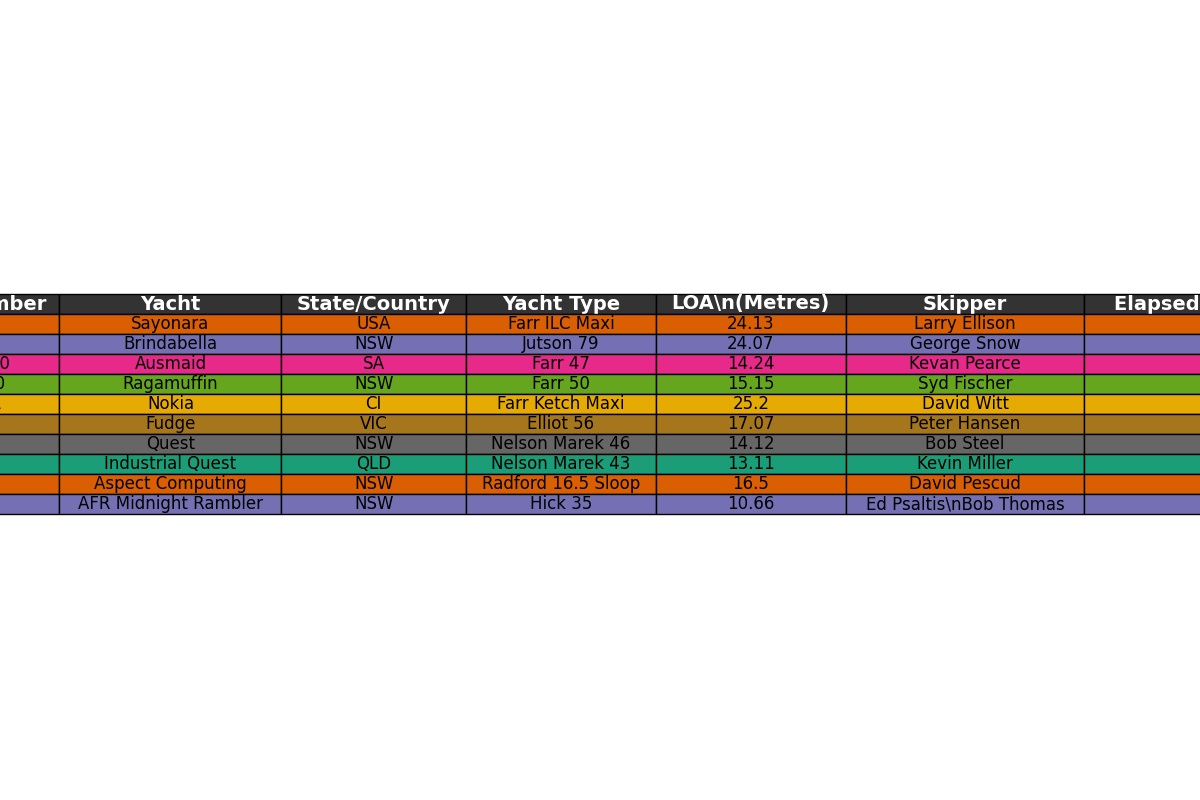 mber Yacht State/Country Yacht Type LOA\n(Metres) Skipper Elapsed
Sayonara USA Farr ILC Maxi 24.13 Larry Ellison
Brindabella NSW Jutson 79 24.07 George Snow
0 Ausmaid SA Farr 47 14.24 Kevan Pearce
0 Ragamuffin NSW Farr 50 15.15 Syd Fischer
Nokia CI Farr Ketch Maxi 25.2 David Witt
Fudge VIC Elliot 56 17.07 Peter Hansen
Quest NSW Nelson Marek 46 14.12 Bob Steel
Industrial Quest QLD Nelson Marek 43 13.11 Kevin Miller
Aspect Computing NSW Radford 16.5 Sloop 16.5 David Pescud
AFR Midnight Rambler NSW Hick 35 10.66 Ed Psaltis\nBob Thomas